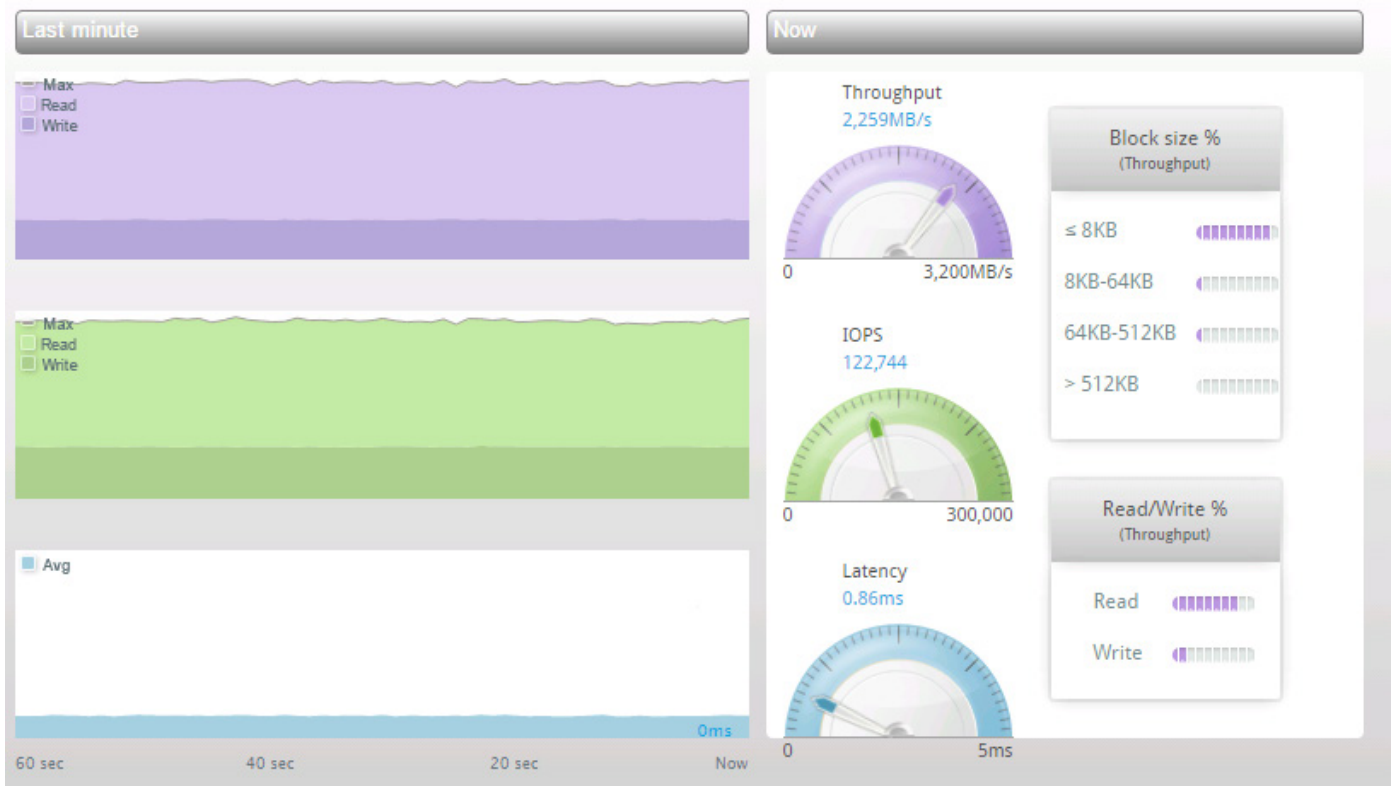 Last minute
Max
Read
Write
Max
Read
Write
Avg
0ms
60 sec 40 sec 20 sec Now
Now
Throughput
2,259MB/s
0 3,200MB/s
IOPS
122,744
0 300,000
Latency
0.86ms
0 5ms
Block size %
(Throughput)
≤ 8KB
8KB-64KB
64KB-512KB
> 512KB
Read/Write %
(Throughput)
Read
Write